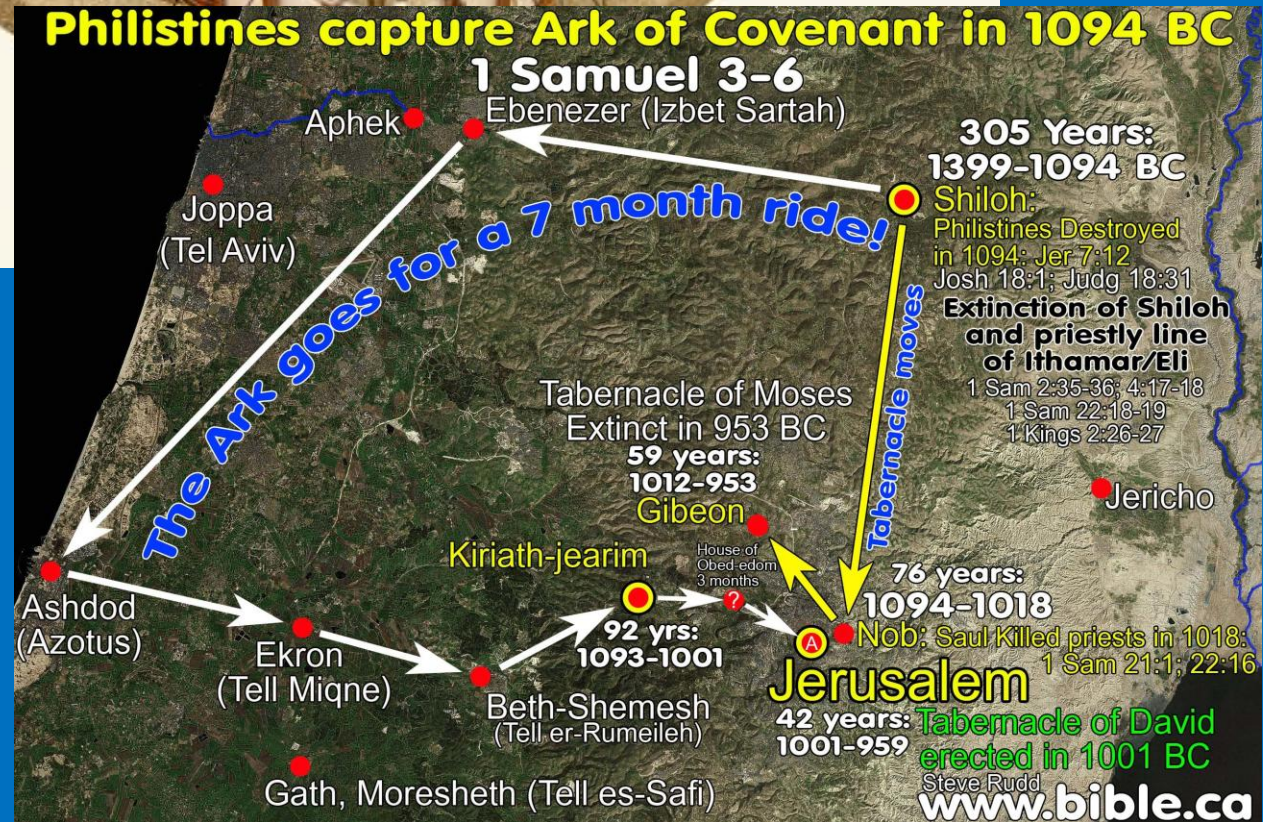 Philistines capture Ark of Covenant in 1094 BC
1 Samuel 3-6
Aphek
Ebenezer (Izbet Sartah)
Joppa
(Tel Aviv)
305 Years:
1399-1094 BC
Shiloh:
Philistines Destroyed
in 1094: Jer 7:12
Josh 18:1; Judg 18:31
Extinction of Shiloh
and priestly line
of Ithamar/Eli
1 Sam 2:35-36; 4:17-18
1 Sam 22:18-19
1 Kings 2:26-27
The Ark goes for a 7 month ride!
Tabernacle moves
Tabernacle of Moses
Extinct in 953 BC
59 years:
1012-953
Gibeon
Jericho
Kiriath-jearim
92 yrs:
1093-1001
House of
Obed-edom
3 months
?
A
76 years:
1094-1018
Nob: Saul Killed priests in 1018:
1 Sam 21:1; 22:16
Jerusalem
42 years:
1001-959
Tabernacle of David
erected in 1001 BC
Ashdod
(Azotus)
Ekron
(Tell Miqne)
Beth-Shemesh
(Tell er-Rumeileh)
Gath, Moresheth (Tell es-Safi)
Steve Rudd
www.bible.ca